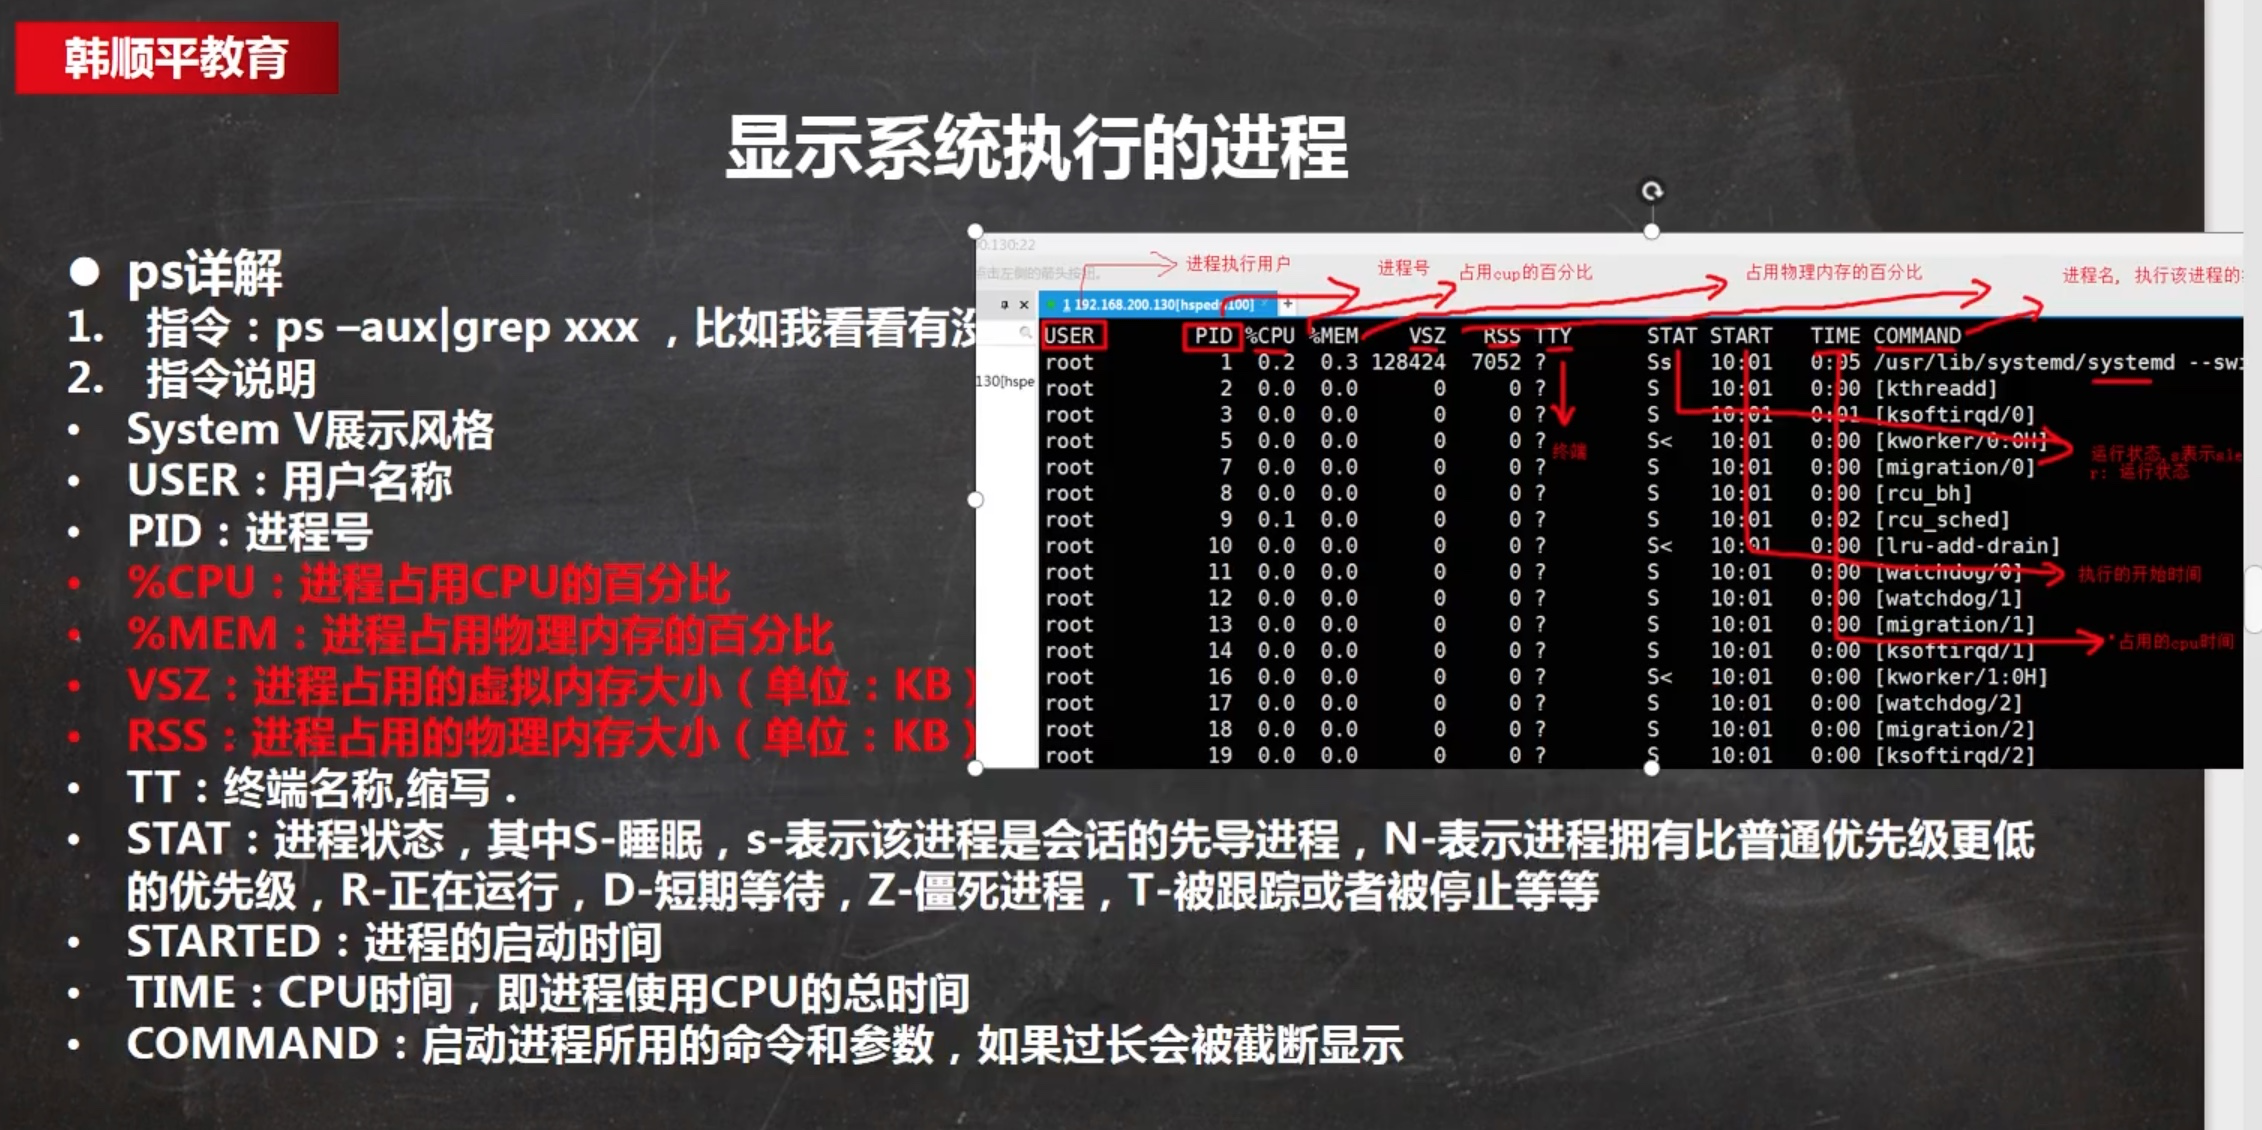 韩顺平教育
显示系统执行的进程
● ps详解
1. 指令：ps –aux|grep xxx ，比如我看看有没
2. 指令说明
• System V展示风格
• USER：用户名称
• PID：进程号
• %CPU：进程占用CPU的百分比
• %MEM：进程占用物理内存的百分比
• VSZ：进程占用的虚拟内存大小（单位：KB）
• RSS：进程占用的物理内存大小（单位：KB）
• TT：终端名称,缩写 .
• STAT：进程状态，其中S-睡眠，s-表示该进程是会话的先导进程，N-表示进程拥有比普通优先级更低
的优先级，R-正在运行，D-短期等待，Z-僵死进程，T-被跟踪或者被停止等等
• STARTED：进程的启动时间
• TIME：CPU时间，即进程使用CPU的总时间
• COMMAND：启动进程所用的命令和参数，如果过长会被截断显示
0.130:22
点击左侧的箭头按钮。
进程执行用户
进程号
占用cup的百分比
占用物理内存的百分比
进程名，执行该进程的
1 192.168.200.130[hsped 100] × +
130[hspe
USER PID %CPU %MEM VSZ RSS TTY STAT START TIME COMMAND
root 1 0.2 0.3 128424 7052 ? Ss 10:01 0:05 /usr/lib/systemd/systemd --swi
root 2 0.0 0.0 0 0 ? S 10:01 0:00 [kthreadd]
root 3 0.0 0.0 0 0 ? S 10:01 0:01 [ksoftirqd/0]
root 5 0.0 0.0 0 0 ? S< 10:01 0:00 [kworker/0:0H]
root 7 0.0 0.0 0 0 ? S 10:01 0:00 [migration/0]
root 8 0.0 0.0 0 0 ? S 10:01 0:00 [rcu_bh]
root 9 0.1 0.0 0 0 ? S 10:01 0:02 [rcu_sched]
root 10 0.0 0.0 0 0 ? S< 10:01 0:00 [lru-add-drain]
root 11 0.0 0.0 0 0 ? S 10:01 0:00 [watchdog/0]
root 12 0.0 0.0 0 0 ? S 10:01 0:00 [watchdog/1]
root 13 0.0 0.0 0 0 ? S 10:01 0:00 [migration/1]
root 14 0.0 0.0 0 0 ? S 10:01 0:00 [ksoftirqd/1]
root 16 0.0 0.0 0 0 ? S< 10:01 0:00 [kworker/1:0H]
root 17 0.0 0.0 0 0 ? S 10:01 0:00 [watchdog/2]
root 18 0.0 0.0 0 0 ? S 10:01 0:00 [migration/2]
root 19 0.0 0.0 0 0 ? S 10:01 0:00 [ksoftirqd/2]
终端
运行状态,s表示sle
r: 运行状态
执行的开始时间
占用的cpu时间